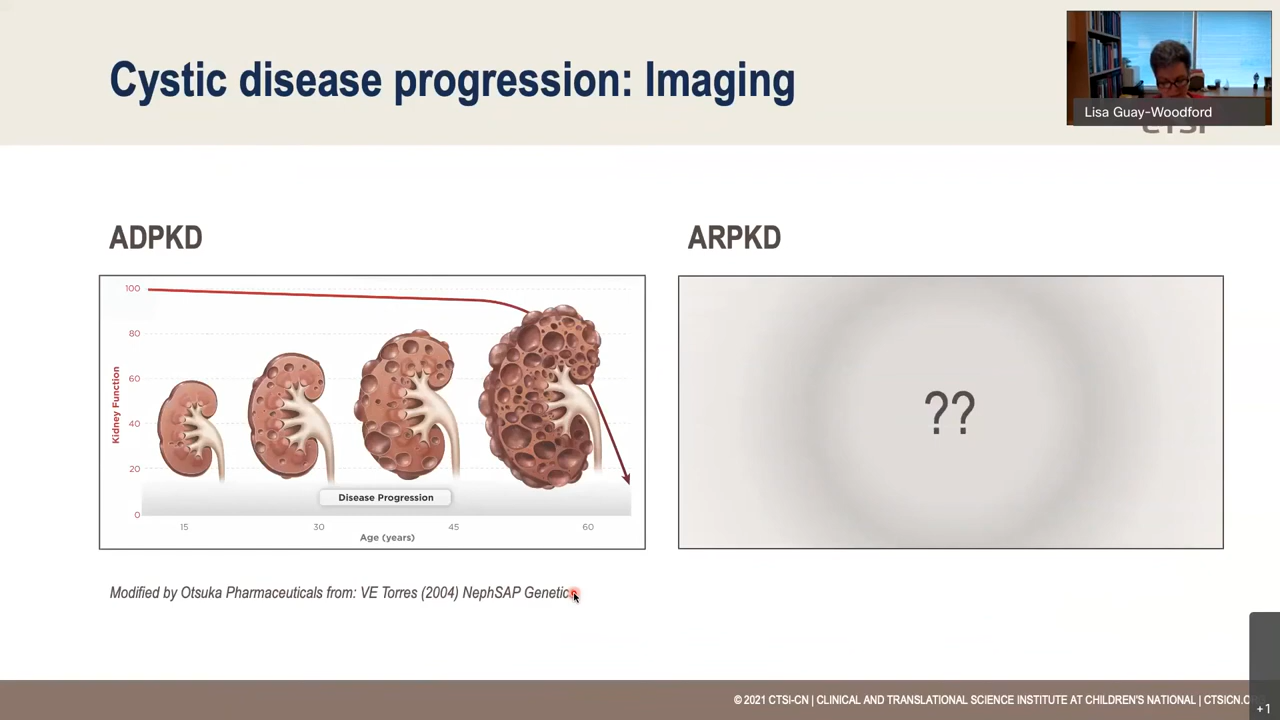 Cystic disease progression: Imaging
Lisa Guay-Woodford
CTSI
ADPKD
ARPKD
100
80
60
40
20
0
Kidney Function
Disease Progression
15
30
45
60
Age (years)
??
Modified by Otsuka Pharmaceuticals from: VE Torres (2004) NephSAP Genetics
© 2021 CTSI-CN | CLINICAL AND TRANSLATIONAL SCIENCE INSTITUTE AT CHILDREN'S NATIONAL |
+1